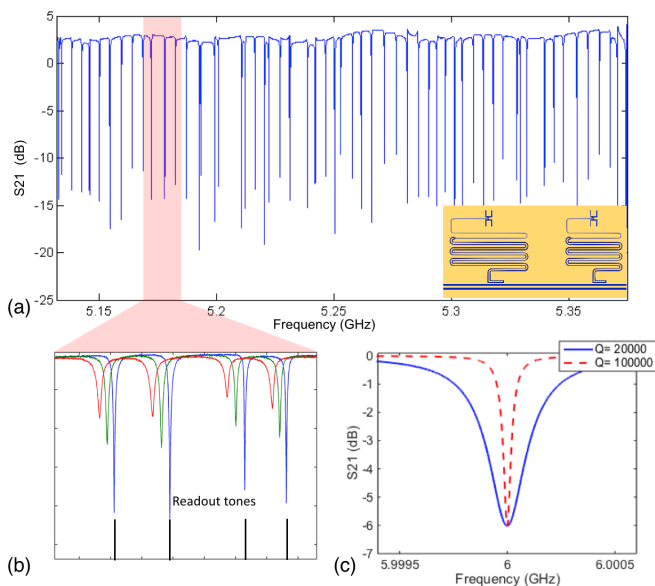 5
0
-5
-10
-15
-20
-25
S21 (dB)
5.15
5.2
5.25
5.3
5.35
Frequency (GHz)
(a)
Readout tones
(b)
Q= 20000
Q= 100000
0
-1
-2
-3
-4
-5
-6
-7
S21 (dB)
5.9995
6
6.0005
Frequency (GHz)
(c)